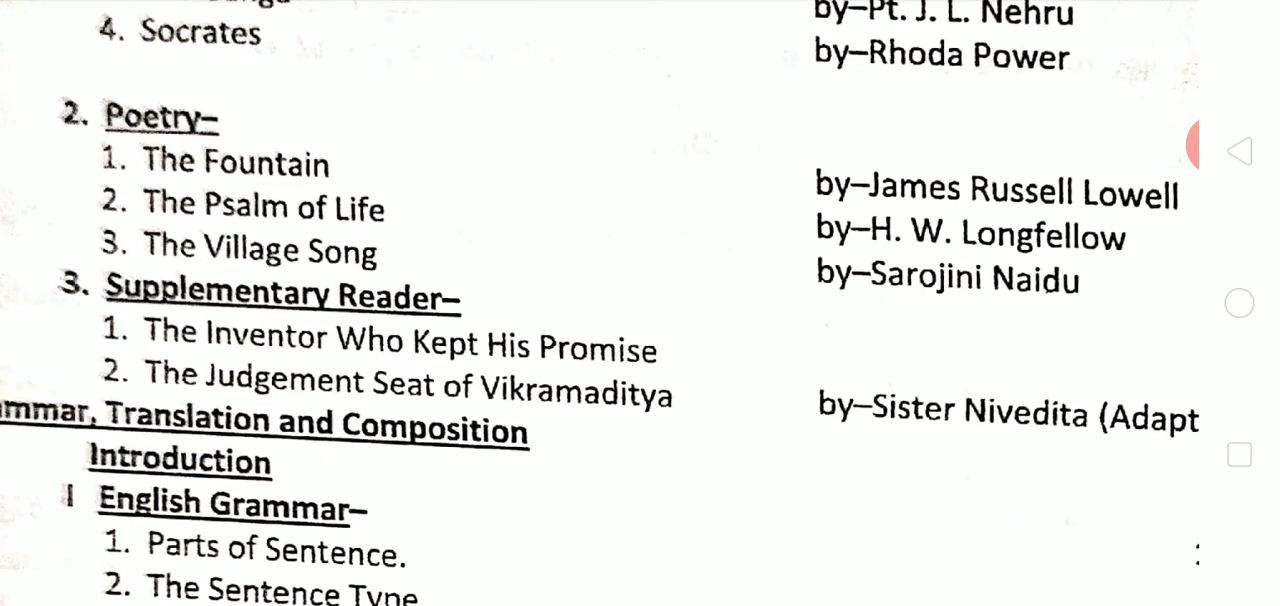 by–Pt. J. L. Nehru
4. Socrates by–Rhoda Power
2. Poetry–
1. The Fountain by–James Russell Lowell
2. The Psalm of Life by–H. W. Longfellow
3. The Village Song by–Sarojini Naidu
3. Supplementary Reader–
1. The Inventor Who Kept His Promise
2. The Judgement Seat of Vikramaditya by–Sister Nivedita (Adapt
mmar, Translation and Composition
Introduction
I English Grammar–
1. Parts of Sentence.
2. The Sentence Type